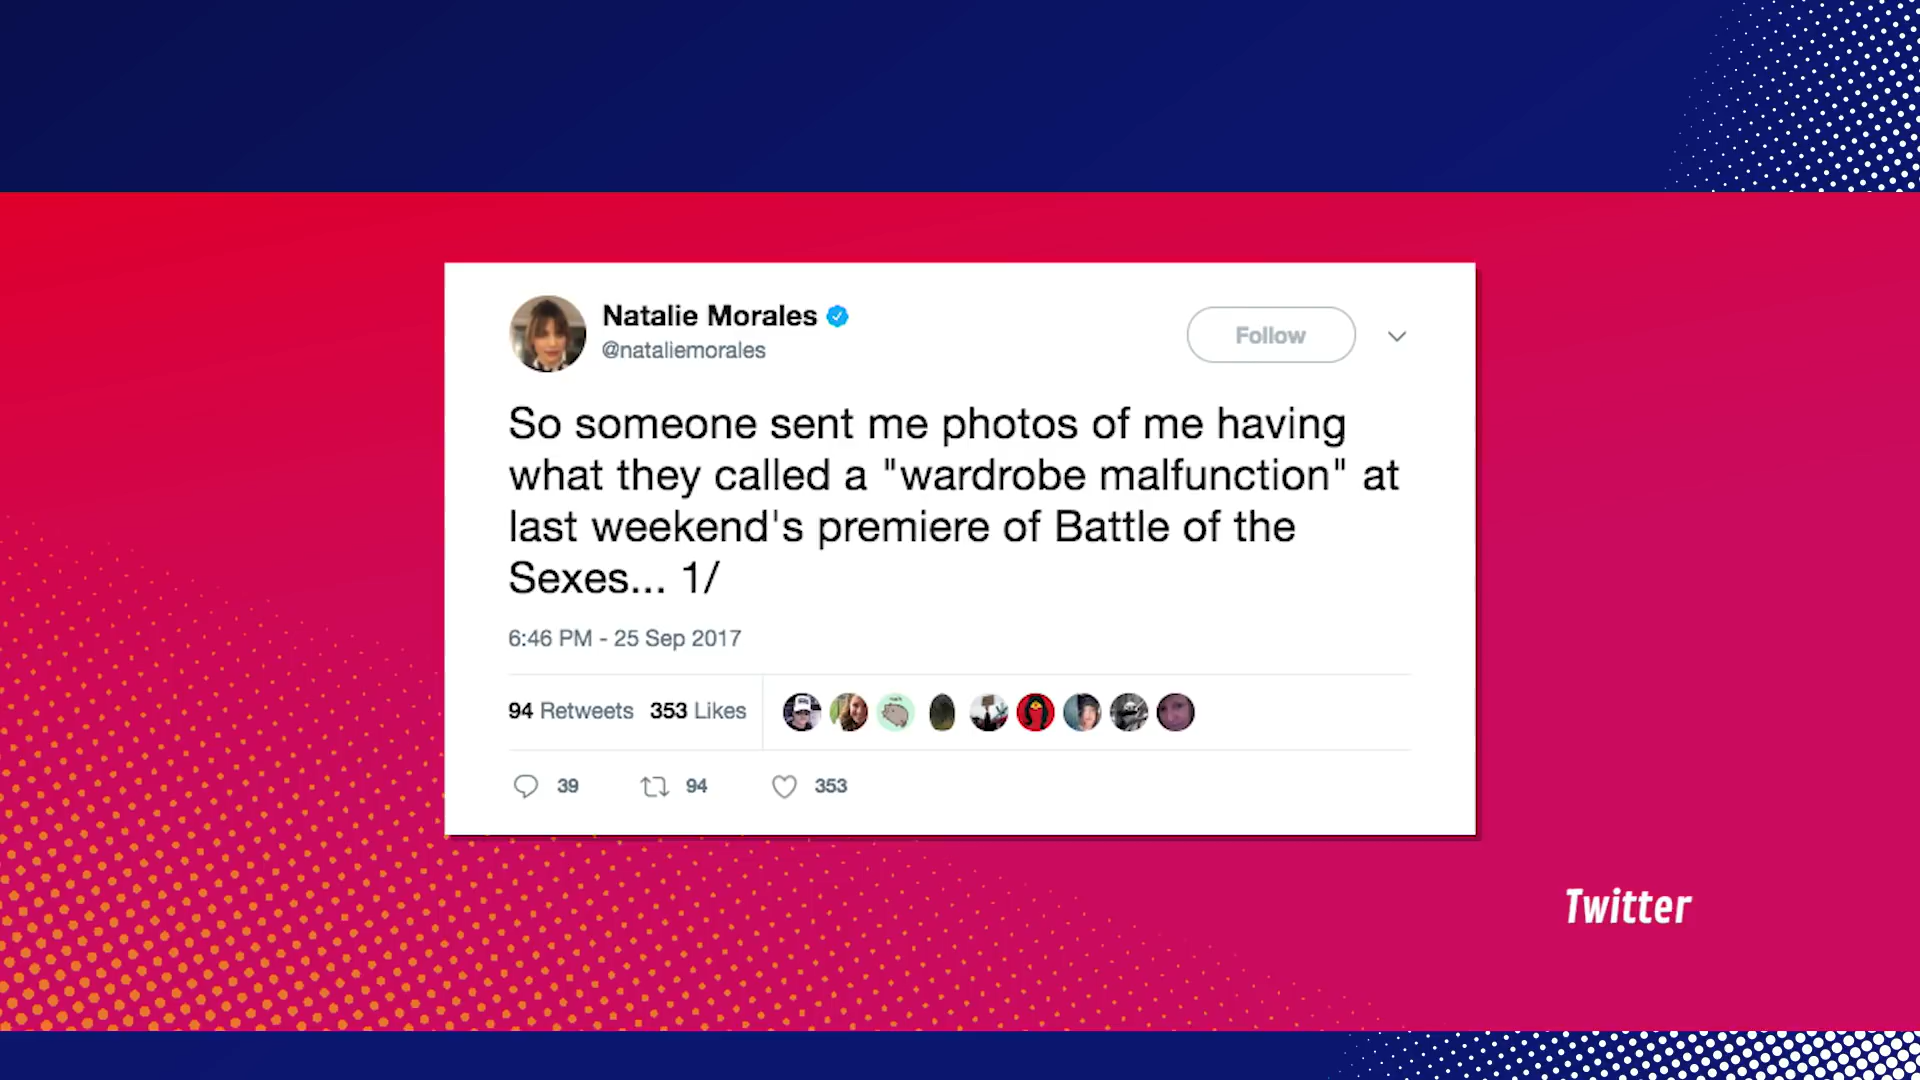 Natalie Morales
@nataliemorales
Follow
So someone sent me photos of me having
what they called a "wardrobe malfunction" at
last weekend's premiere of Battle of the
Sexes... 1/
6:46 PM - 25 Sep 2017
94 Retweets 353 Likes
39 94 353
Twitter